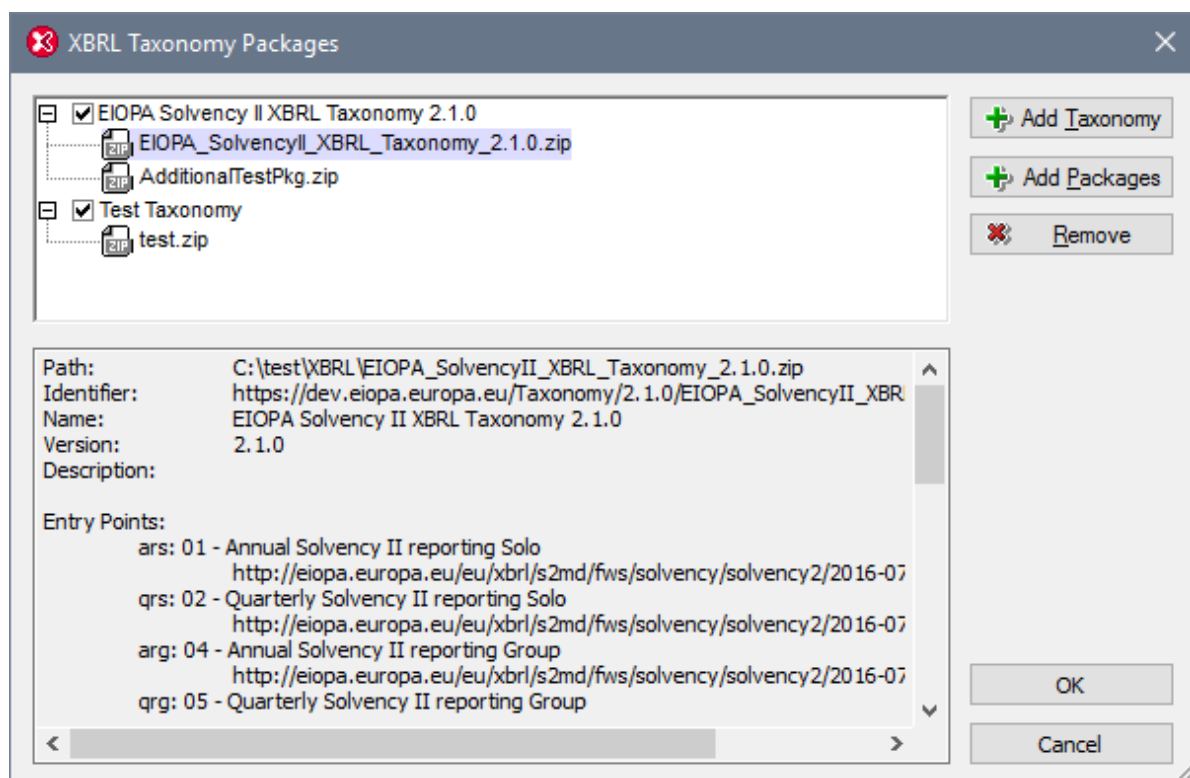 XBRL Taxonomy Packages
EIOPA Solvency II XBRL Taxonomy 2.1.0
ZIP EIOPA_SolvencyII_XBRL_Taxonomy_2.1.0.zip
ZIP AdditionalTestPkg.zip
Test Taxonomy
ZIP test.zip
Add Taxonomy
Add Packages
Remove
Path: C:\test\XBRL\EIOPA_SolvencyII_XBRL_Taxonomy_2.1.0.zip
Identifier: https://dev.eiopa.europa.eu/Taxonomy/2.1.0/EIOPA_SolvencyII_XBRL
Name: EIOPA Solvency II XBRL Taxonomy 2.1.0
Version: 2.1.0
Description:
Entry Points:
ars: 01 - Annual Solvency II reporting Solo
http://eiopa.europa.eu/eu/xbrl/s2md/fws/solvency/solvency2/2016-07
qrs: 02 - Quarterly Solvency II reporting Solo
http://eiopa.europa.eu/eu/xbrl/s2md/fws/solvency/solvency2/2016-07
arg: 04 - Annual Solvency II reporting Group
http://eiopa.europa.eu/eu/xbrl/s2md/fws/solvency/solvency2/2016-07
qrg: 05 - Quarterly Solvency II reporting Group
OK
Cancel